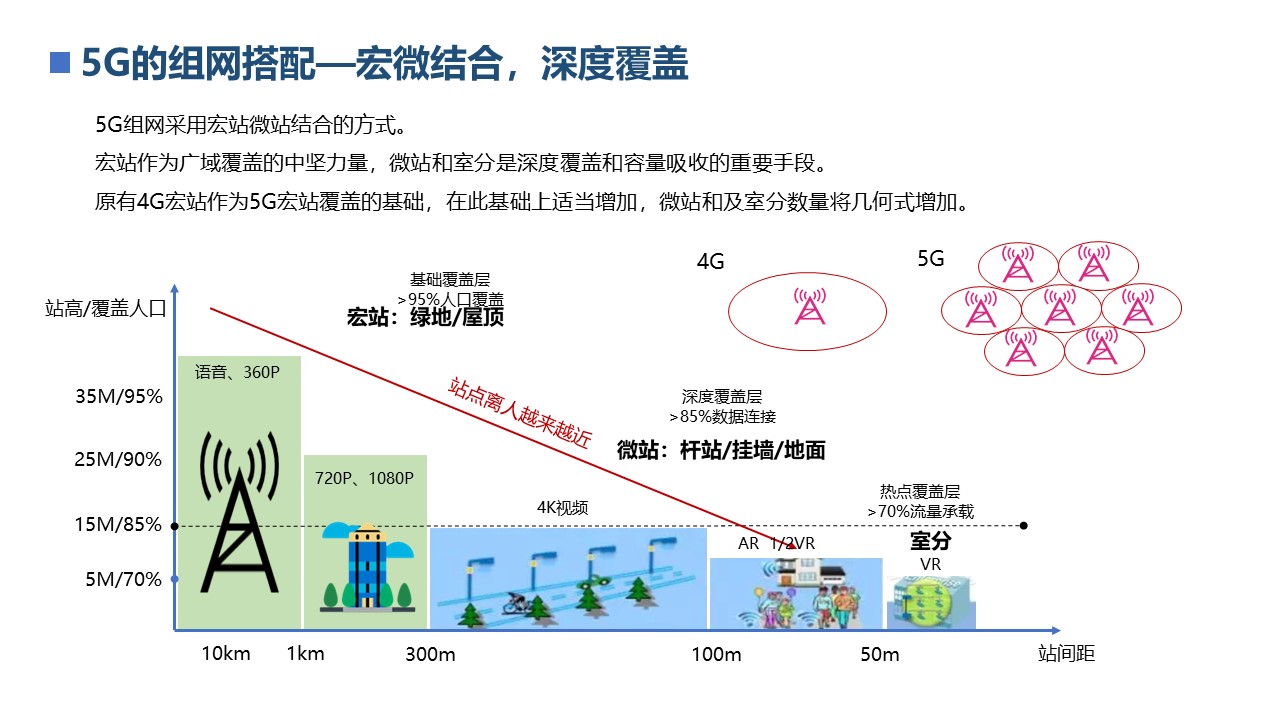 5G的组网搭配—宏微结合，深度覆盖
5G组网采用宏站微站结合的方式。
宏站作为广域覆盖的中坚力量，微站和室分是深度覆盖和容量吸收的重要手段。
原有4G宏站作为5G宏站覆盖的基础，在此基础上适当增加，微站和及室分数量将几何式增加。
4G
5G
基础覆盖层
>95%人口覆盖
宏站：绿地/屋顶
站高/覆盖人口
语音、360P
站点离人越来越近
35M/95%
深度覆盖层
>85%数据连接
微站：杆站/挂墙/地面
25M/90%
720P、1080P
热点覆盖层
>70%流量承载
4K视频
15M/85%
AR 1/2VR
室分
VR
5M/70%
10km
1km
300m
100m
50m
站间距